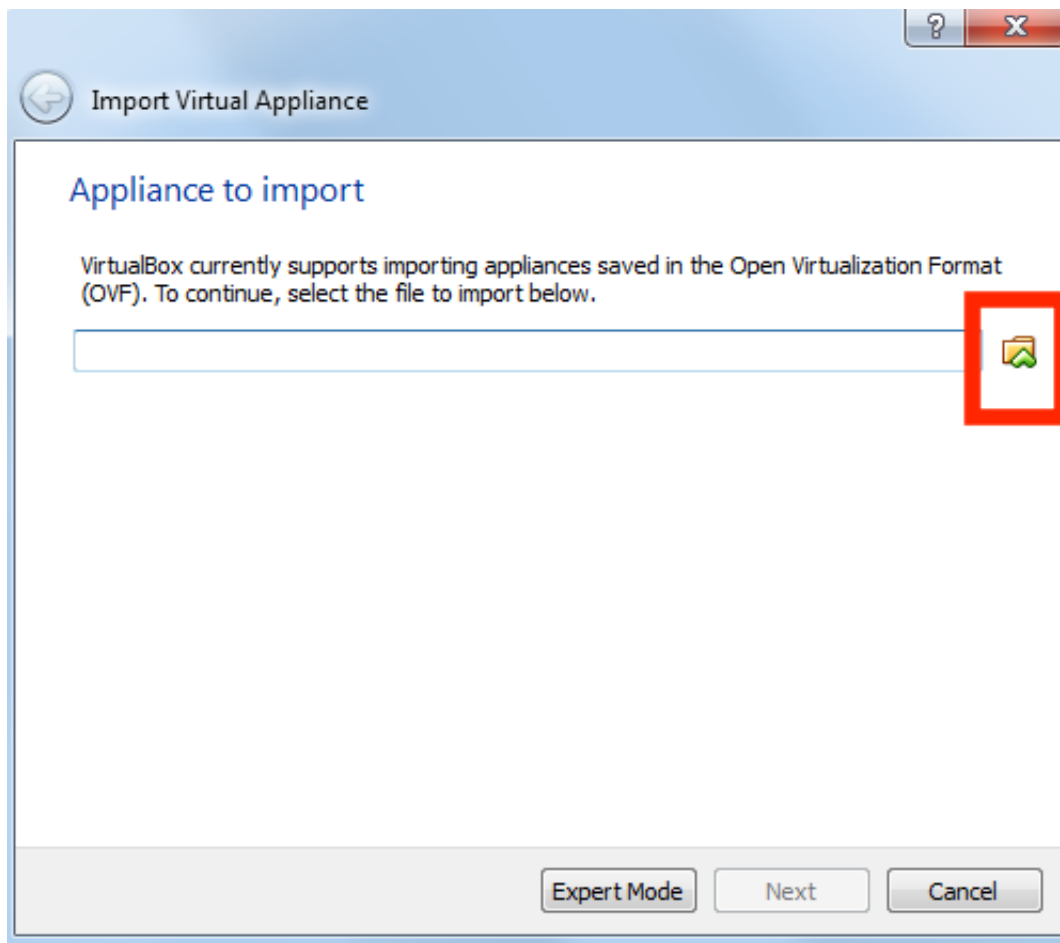 Import Virtual Appliance
Appliance to import
VirtualBox currently supports importing appliances saved in the Open Virtualization Format
(OVF). To continue, select the file to import below.
Expert Mode Next Cancel